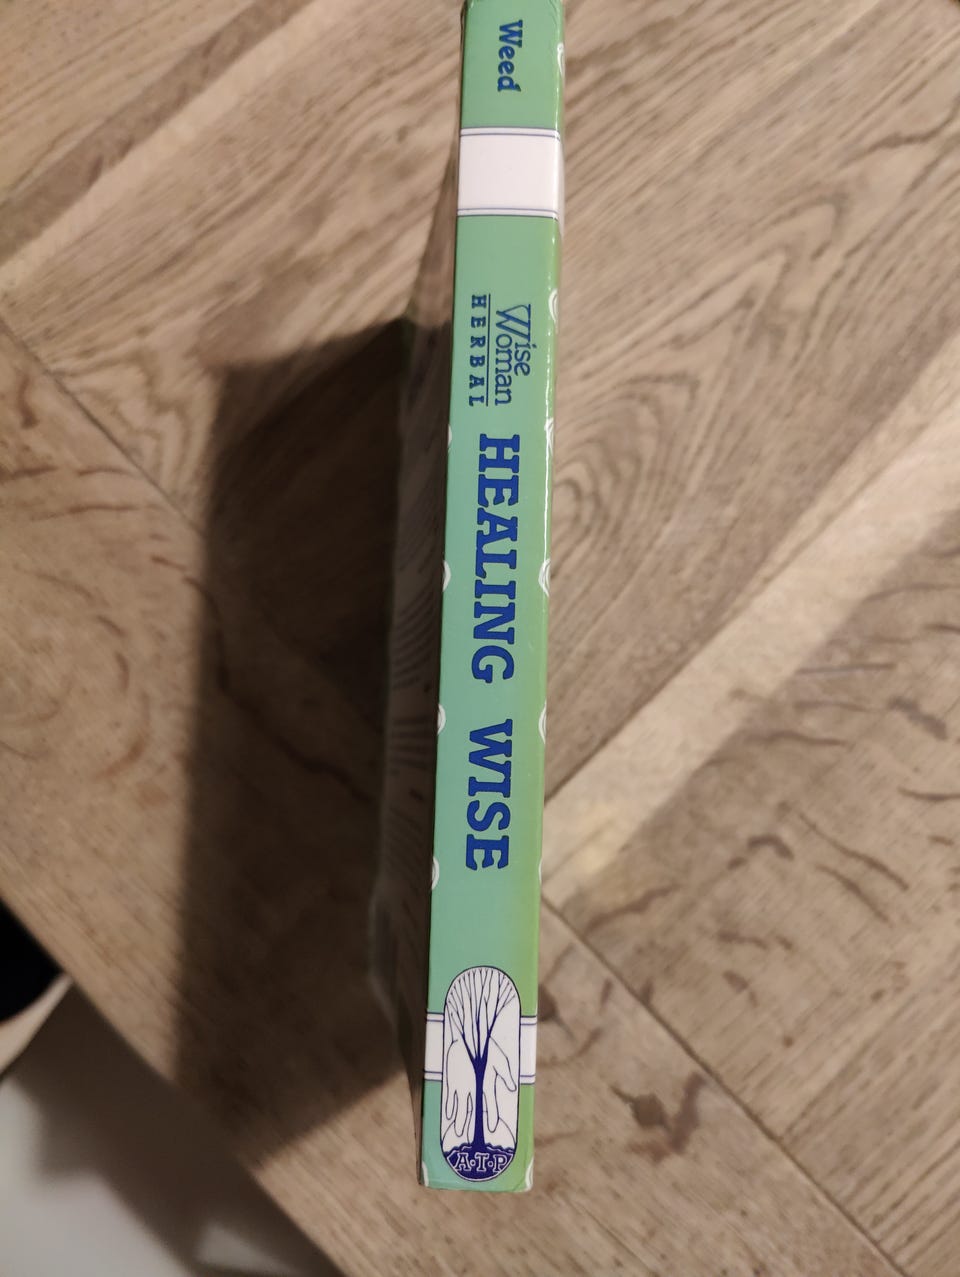 Weed
Wise
Woman
HERBAL
HEALING WISE
A·T·P